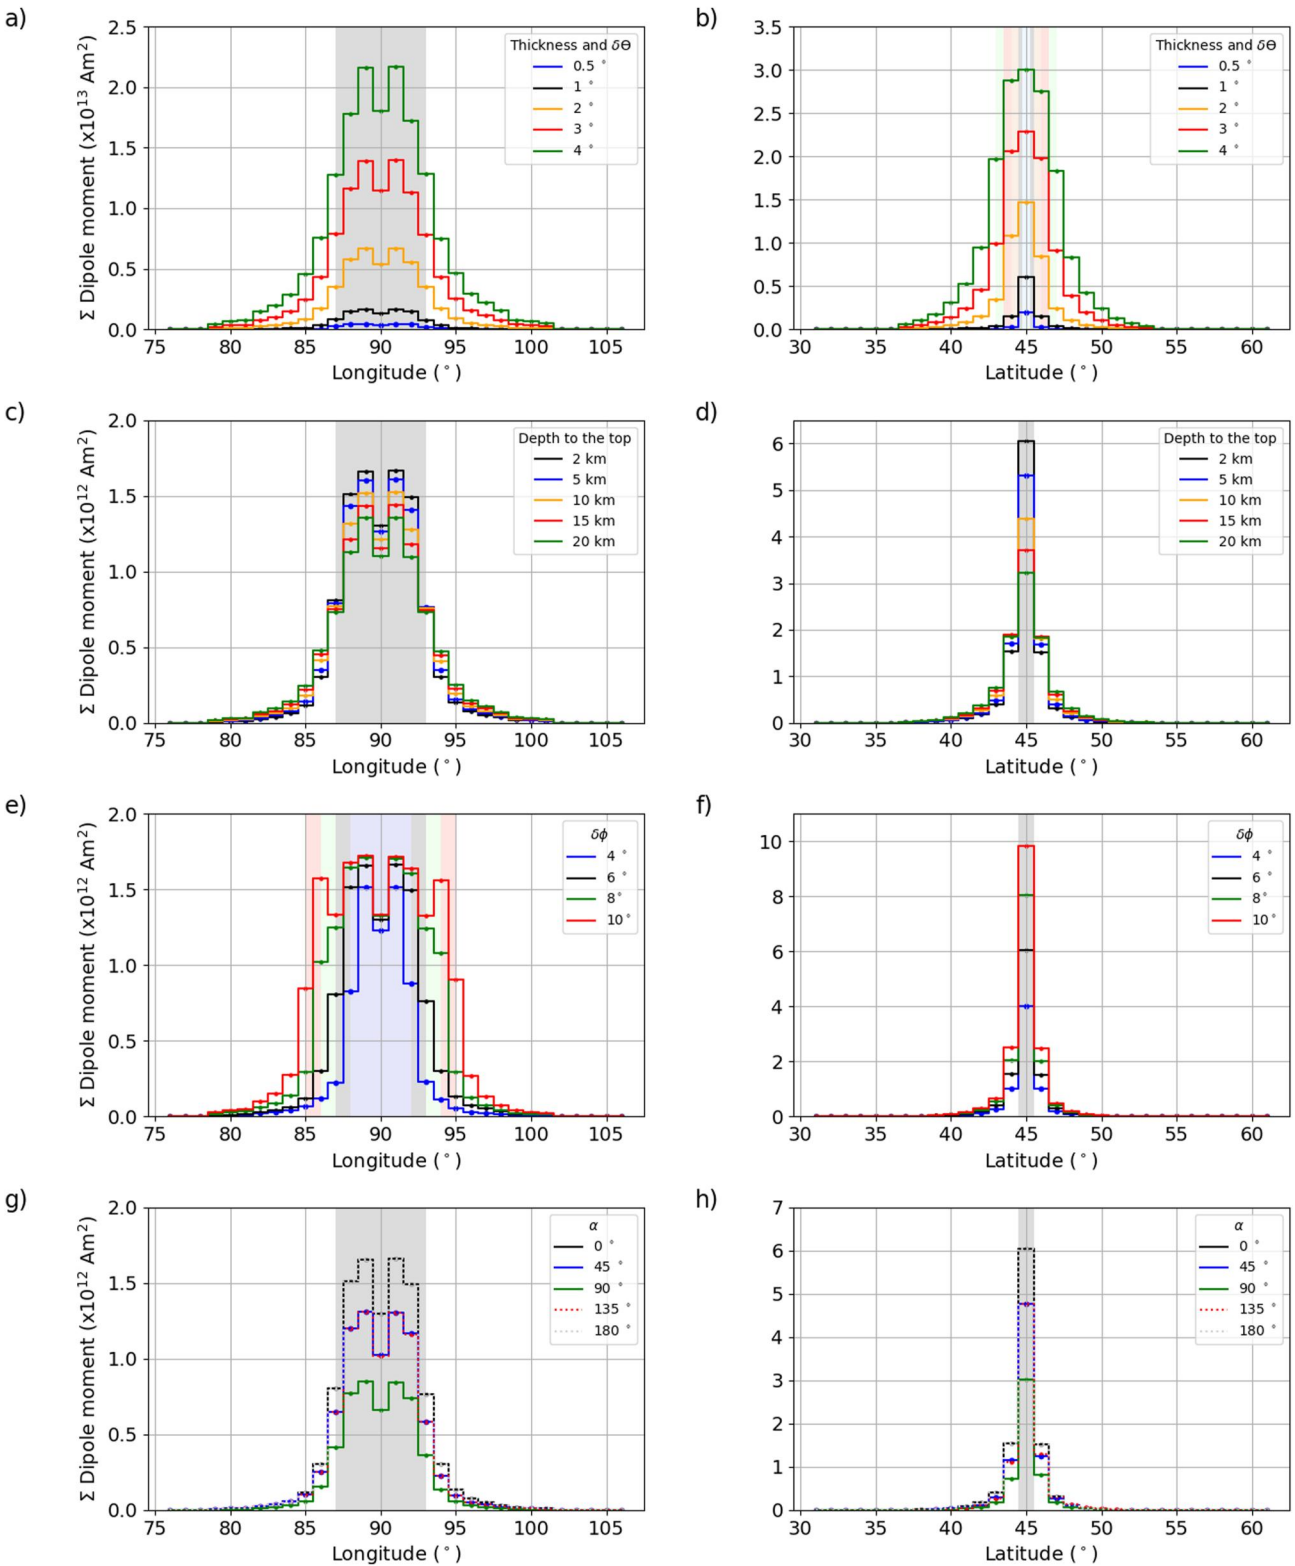 a)
Σ Dipole moment (x10¹³ Am²)
2.5
2.0
1.5
1.0
0.5
0.0
75 80 85 90 95 100 105
Longitude (°)
Thickness and δΘ
0.5 °
1 °
2 °
3 °
4 °
b)
3.5
3.0
2.5
2.0
1.5
1.0
0.5
0.0
30 35 40 45 50 55 60
Latitude (°)
Thickness and δΘ
0.5 °
1 °
2 °
3 °
4 °
c)
Σ Dipole moment (x10¹² Am²)
2.0
1.5
1.0
0.5
0.0
75 80 85 90 95 100 105
Longitude (°)
Depth to the top
2 km
5 km
10 km
15 km
20 km
d)
6
5
4
3
2
1
0
30 35 40 45 50 55 60
Latitude (°)
Depth to the top
2 km
5 km
10 km
15 km
20 km
e)
Σ Dipole moment (x10¹² Am²)
2.0
1.5
1.0
0.5
0.0
75 80 85 90 95 100 105
Longitude (°)
δϕ
4 °
6 °
8°
10°
f)
10
8
6
4
2
0
30 35 40 45 50 55 60
Latitude (°)
δϕ
4 °
6 °
8°
10°
g)
Σ Dipole moment (x10¹² Am²)
2.0
1.5
1.0
0.5
0.0
75 80 85 90 95 100 105
Longitude (°)
α
0 °
45 °
90 °
135 °
180 °
h)
7
6
5
4
3
2
1
0
30 35 40 45 50 55 60
Latitude (°)
α
0 °
45 °
90 °
135 °
180 °